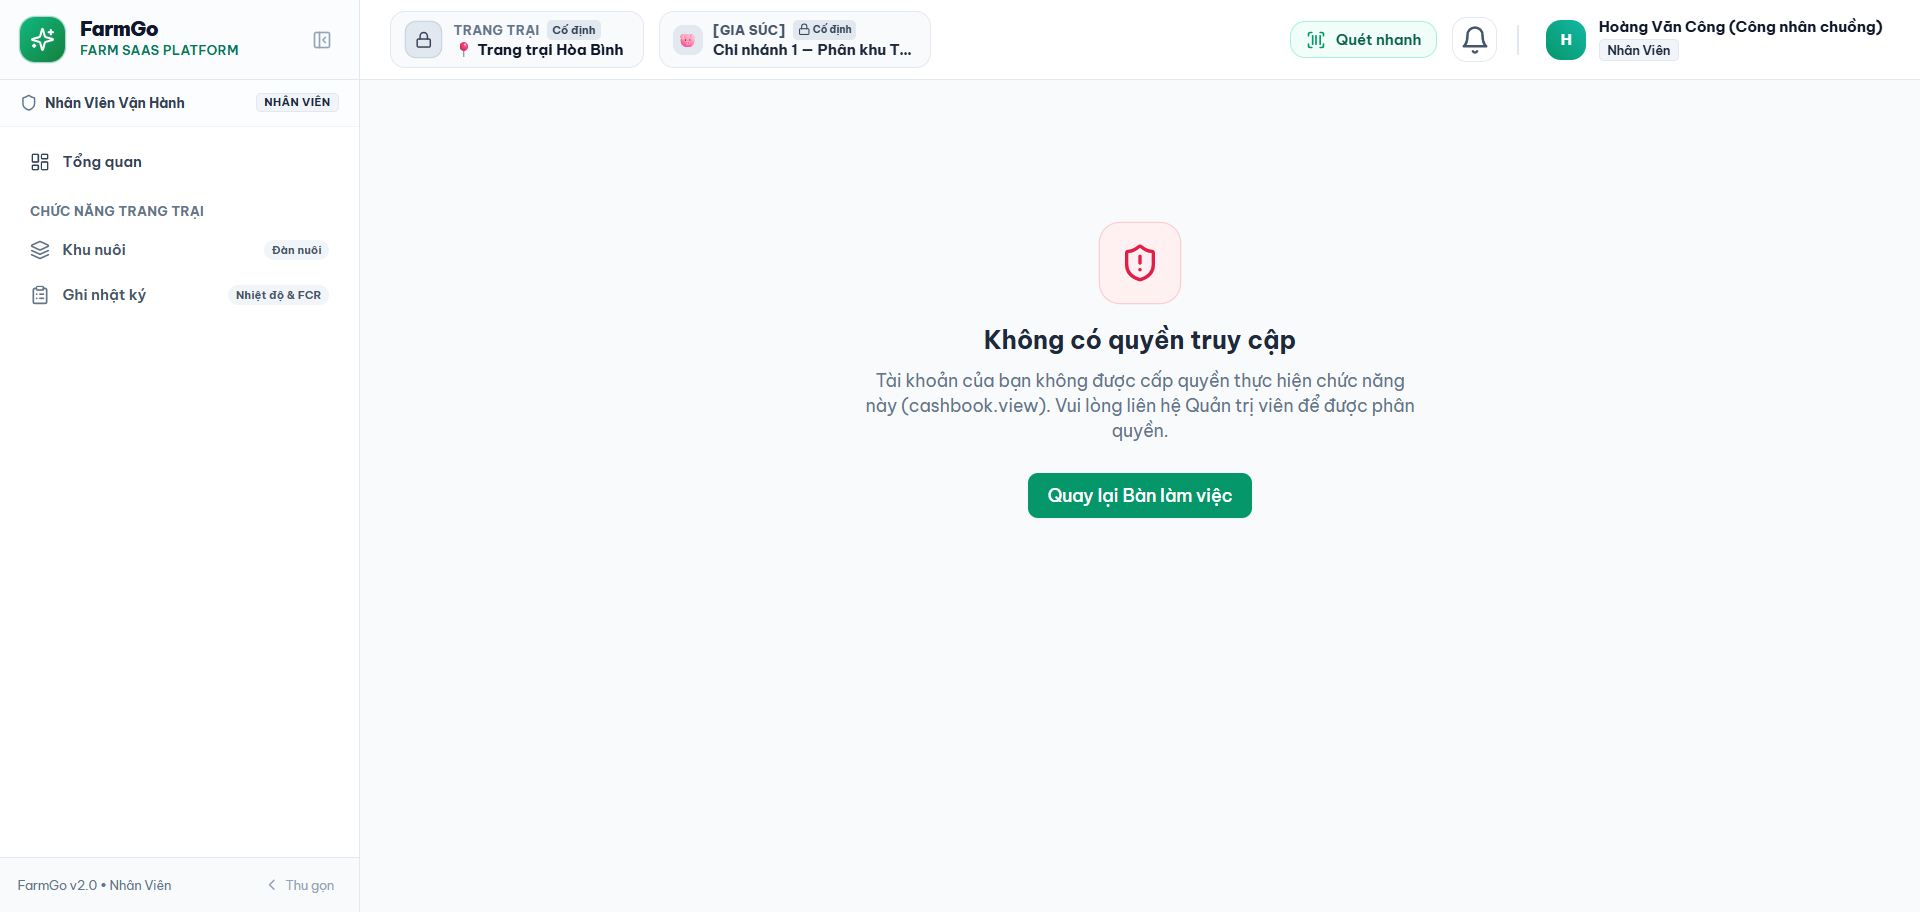 FarmGo
FARM SAAS PLATFORM
Nhân Viên Vận Hành
NHÂN VIÊN
Tổng quan
CHỨC NĂNG TRANG TRẠI
Khu nuôi
Đàn nuôi
Ghi nhật ký
Nhiệt độ & FCR
FarmGo v2.0 • Nhân Viên
Thu gọn
TRANG TRẠI Cố định
Trang trại Hòa Bình
[GIA SÚC] Cố định
Chi nhánh 1 — Phân khu T...
Quét nhanh
H
Hoàng Văn Công (Công nhân chuồng)
Nhân Viên
Không có quyền truy cập
Tài khoản của bạn không được cấp quyền thực hiện chức năng
này (cashbook.view). Vui lòng liên hệ Quản trị viên để được phân
quyền.
Quay lại Bàn làm việc